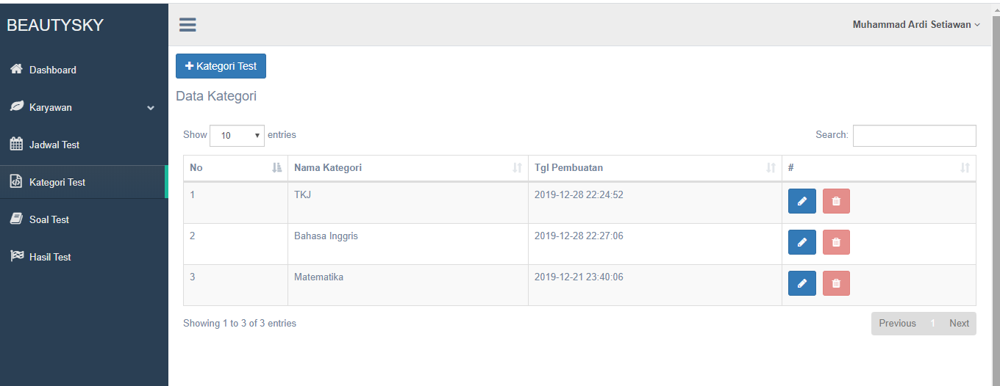 BEAUTYSKY
Muhammad Ardi Setiawan
Dashboard
Karyawan
Jadwal Test
Kategori Test
Soal Test
Hasil Test
+ Kategori Test
Data Kategori
Show 10 entries
Search:
No Nama Kategori Tgl Pembuatan #
1 TKJ 2019-12-28 22:24:52
2 Bahasa Inggris 2019-12-28 22:27:06
3 Matematika 2019-12-21 23:40:06
Showing 1 to 3 of 3 entries
Previous 1 Next